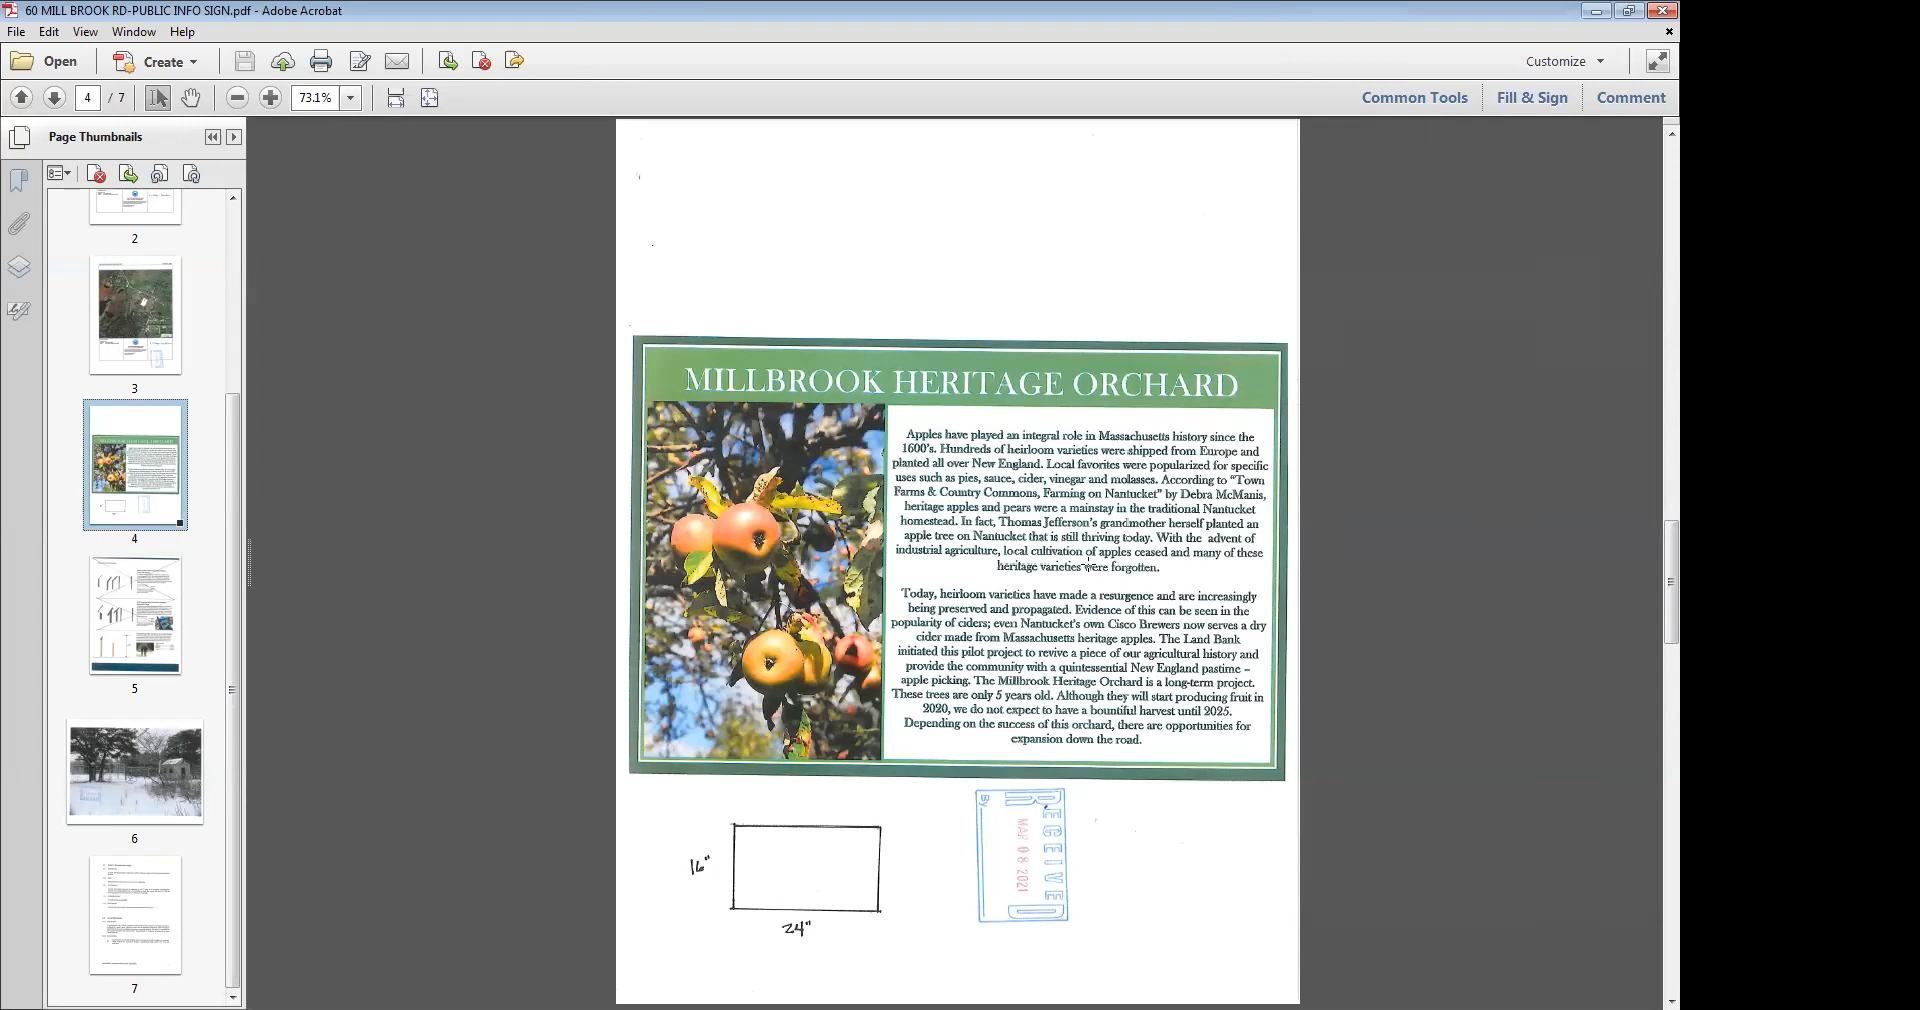 60 MILL BROOK RD-PUBLIC INFO SIGN.pdf - Adobe Acrobat
File Edit View Window Help
Open Create Customize
4 / 7 73.1% Common Tools Fill & Sign Comment
Page Thumbnails
2
3
4
5
6
7
MILLBROOK HERITAGE ORCHARD
Apples have played an integral role in Massachusetts history since the
1600's. Hundreds of heirloom varieties were shipped from Europe and
planted all over New England. Local favorites were popularized for specific
uses such as pies, sauce, cider, vinegar and molasses. According to "Town
Farms & Country Commons, Farming on Nantucket" by Debra McManis,
heritage apples and pears were a mainstay in the traditional Nantucket
homestead. In fact, Thomas Jefferson's grandmother herself planted an
apple tree on Nantucket that is still thriving today. With the advent of
industrial agriculture, local cultivation of apples ceased and many of these
heritage varieties were forgotten.
Today, heirloom varieties have made a resurgence and are increasingly
being preserved and propagated. Evidence of this can be seen in the
popularity of ciders; even Nantucket's own Cisco Brewers now serves a dry
cider made from Massachusetts heritage apples. The Land Bank
initiated this pilot project to revive a piece of our agricultural history and
provide the community with a quintessential New England pastime –
apple picking. The Millbrook Heritage Orchard is a long-term project.
These trees are only 5 years old. Although they will start producing fruit in
2020, we do not expect to have a bountiful harvest until 2025.
Depending on the success of this orchard, there are opportunities for
expansion down the road.
16"
24"
RECEIVED
MAR 08 2021
By